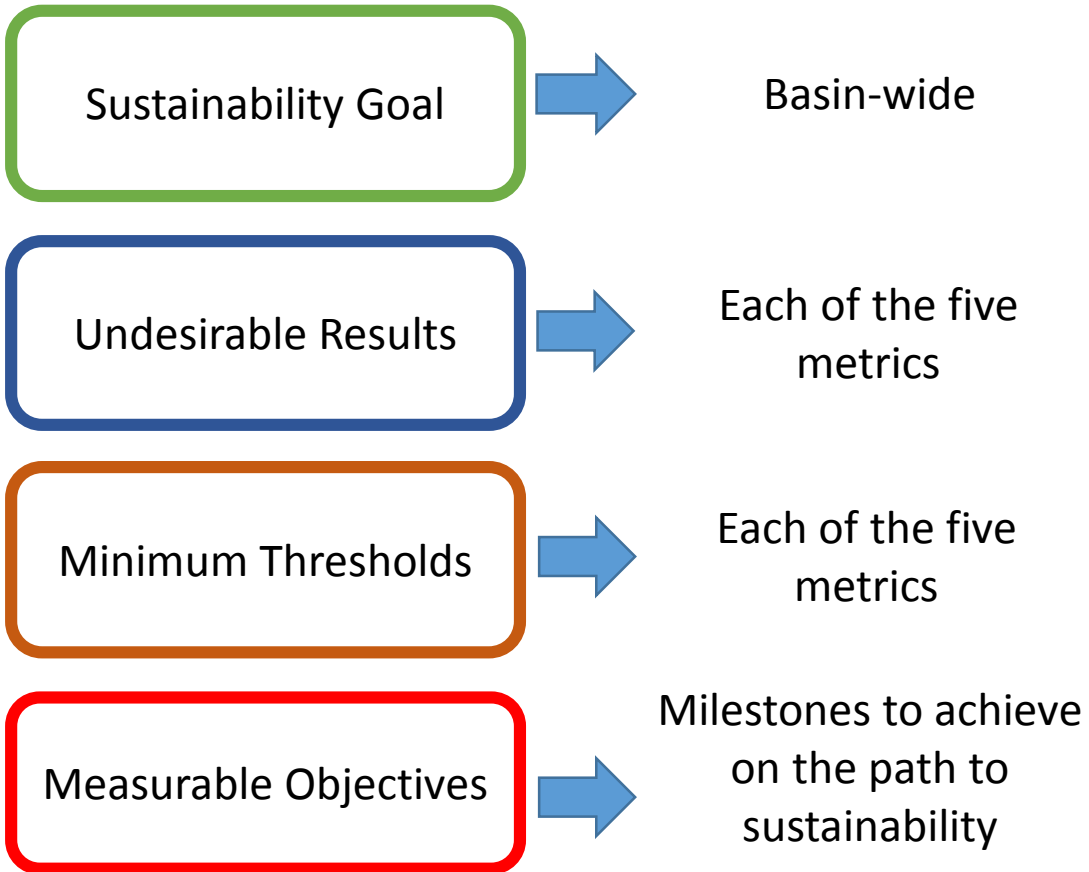 Sustainability Goal
Basin-wide
Undesirable Results
Each of the five
metrics
Minimum Thresholds
Each of the five
metrics
Measurable Objectives
Milestones to achieve
on the path to
sustainability